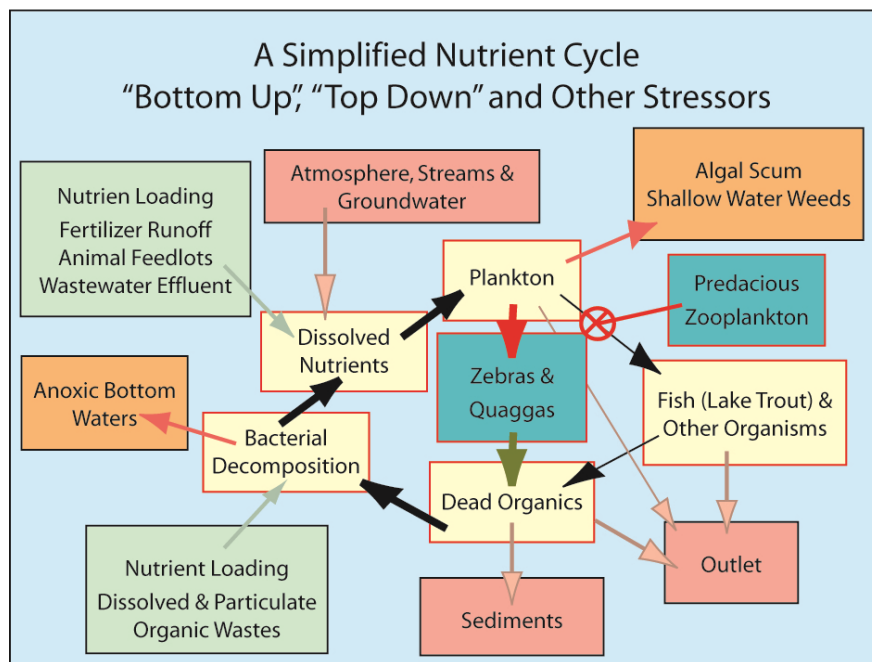 A Simplified Nutrient Cycle
“Bottom Up”, “Top Down” and Other Stressors
Nutrien Loading
Fertilizer Runoff
Animal Feedlots
Wastewater Effluent
Atmosphere, Streams &
Groundwater
Algal Scum
Shallow Water Weeds
Plankton
Predacious
Zooplankton
Dissolved
Nutrients
Zebras &
Quaggas
Anoxic Bottom
Waters
Fish (Lake Trout) &
Other Organisms
Bacterial
Decomposition
Dead Organics
Nutrient Loading
Dissolved & Particulate
Organic Wastes
Sediments
Outlet